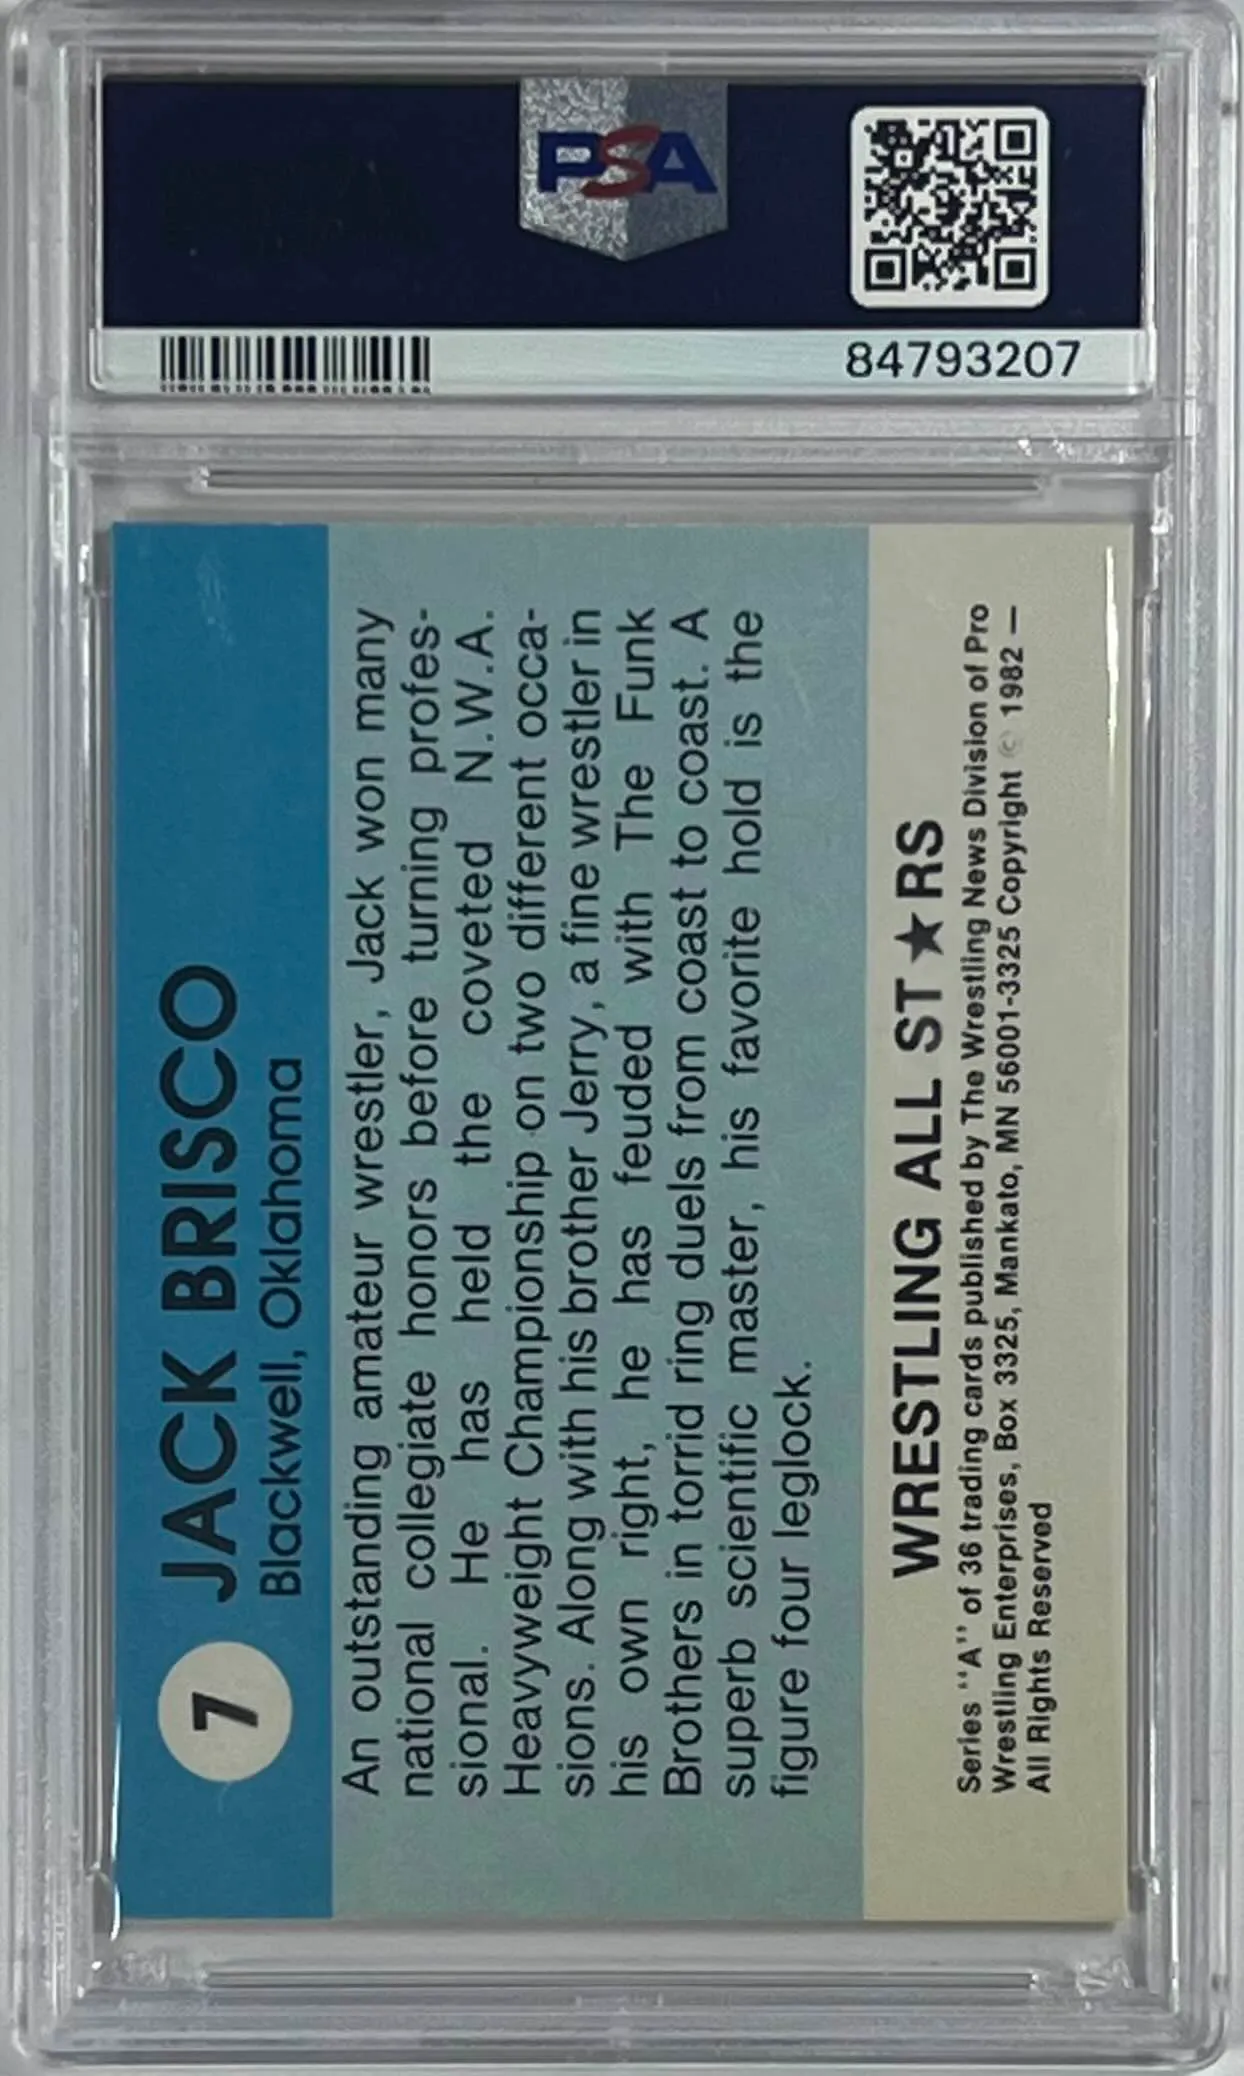 PSA
84793207
7
JACK BRISCO
Blackwell, Oklahoma
An outstanding amateur wrestler, Jack won many
national collegiate honors before turning profes-
sional. He has held the coveted N.W.A.
Heavyweight Championship on two different occa-
sions. Along with his brother Jerry, a fine wrestler in
his own right, he has feuded with The Funk
Brothers in torrid ring duels from coast to coast. A
superb scientific master, his favorite hold is the
figure four leglock.
WRESTLING ALL ST★RS
Series "A" of 36 trading cards published by The Wrestling News Division of Pro
Wrestling Enterprises, Box 3325, Mankato, MN 56001-3325 Copyright © 1982 —
All Rights Reserved